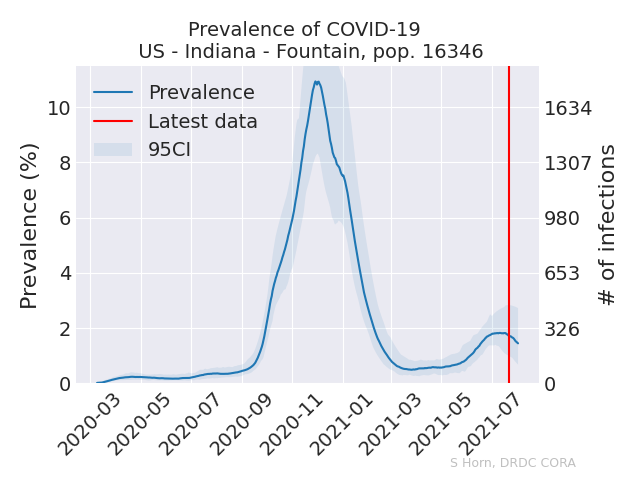 Prevalence of COVID-19
US - Indiana - Fountain, pop. 16346
Prevalence
Latest data
95CI
Prevalence (%)
10
8
6
4
2
0
1634
1307
980
653
326
0
# of infections
2020-03
2020-05
2020-07
2020-09
2020-11
2021-01
2021-03
2021-05
2021-07
S Horn, DRDC CORA